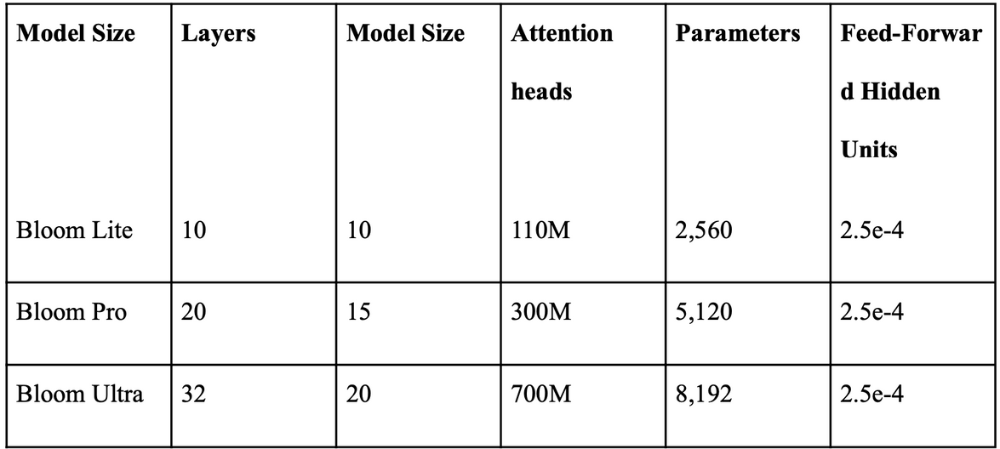 Model Size Layers Model Size Attention Parameters Feed-Forwar
heads d Hidden
Units
Bloom Lite 10 10 110M 2,560 2.5e-4
Bloom Pro 20 15 300M 5,120 2.5e-4
Bloom Ultra 32 20 700M 8,192 2.5e-4